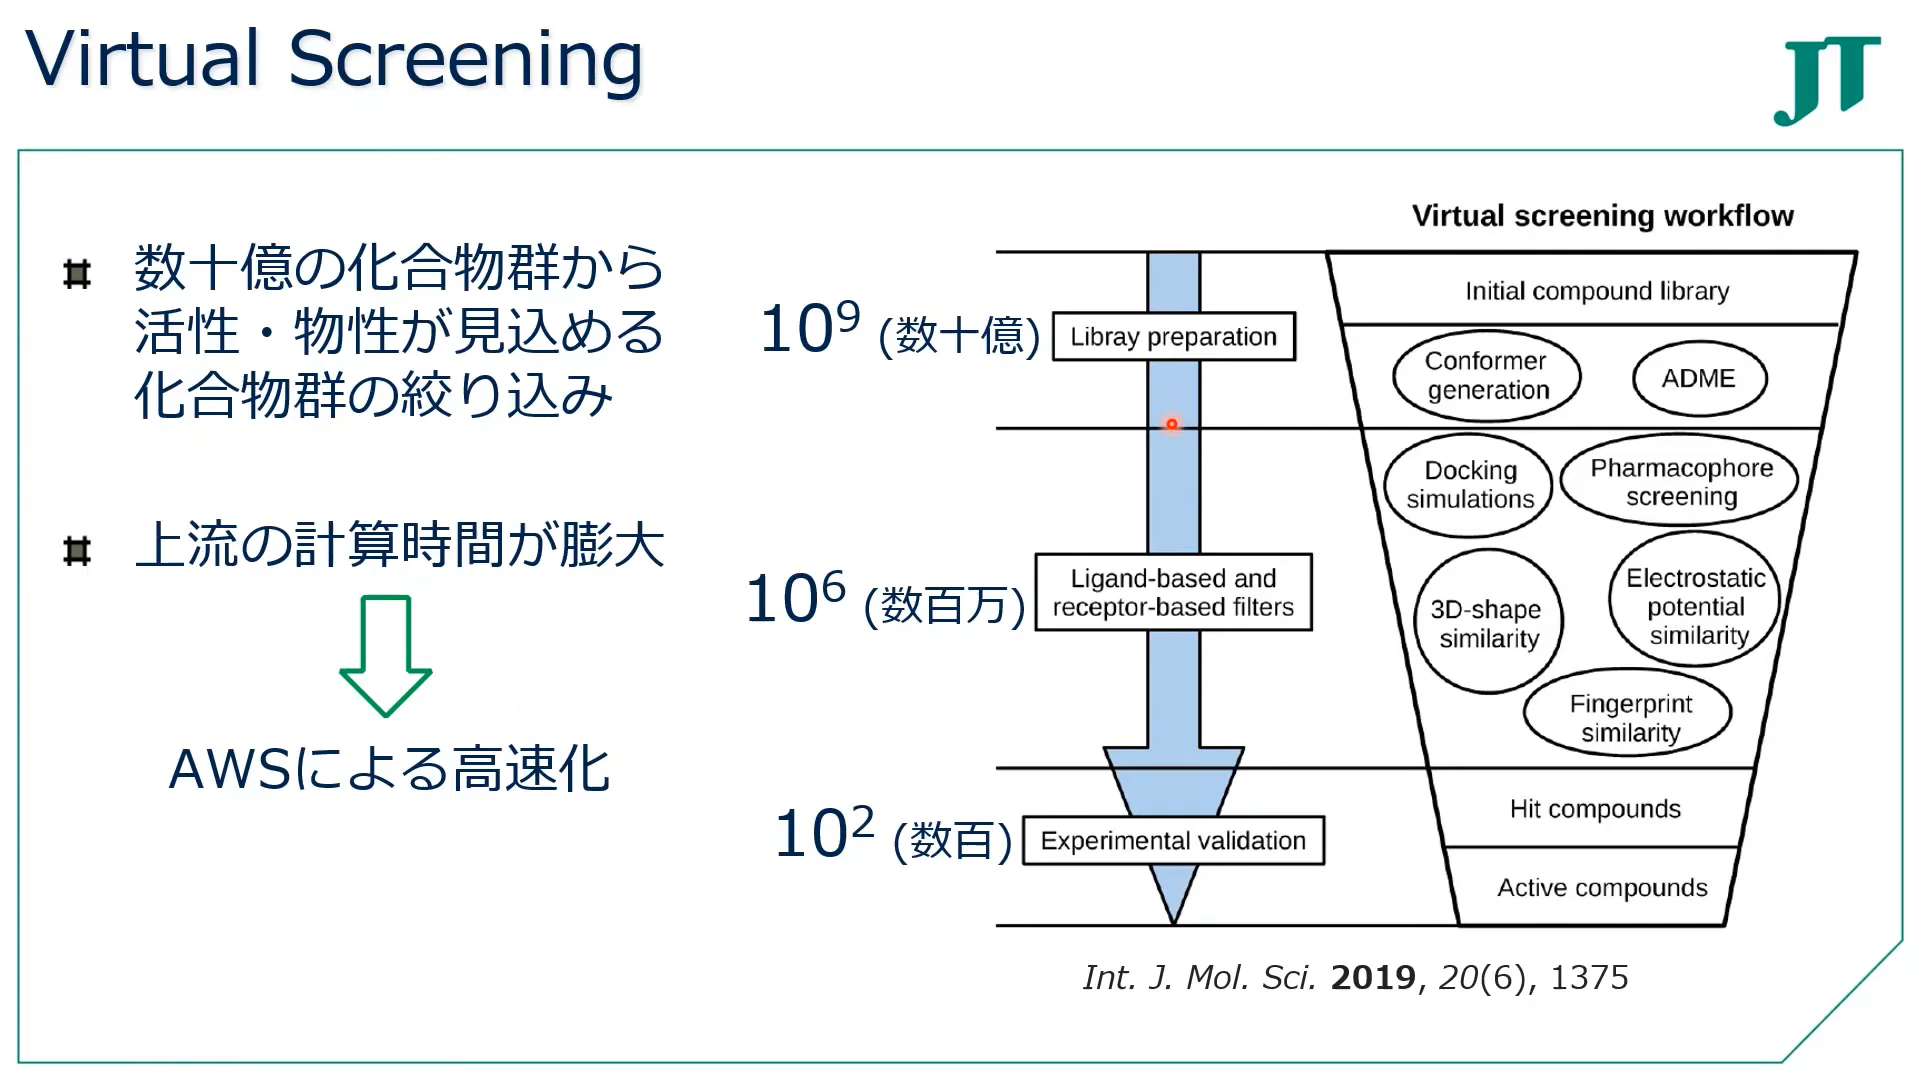 Virtual Screening
JT
数十億の化合物群から
活性・物性が見込める
化合物群の絞り込み
上流の計算時間が膨大
AWSによる高速化
10⁹ (数十億)
10⁶ (数百万)
10² (数百)
Libray preparation
Ligand-based and
receptor-based filters
Experimental validation
Virtual screening workflow
Initial compound library
Conformer
generation
ADME
Docking
simulations
Pharmacophore
screening
3D-shape
similarity
Electrostatic
potential
similarity
Fingerprint
similarity
Hit compounds
Active compounds
Int. J. Mol. Sci. 2019, 20(6), 1375